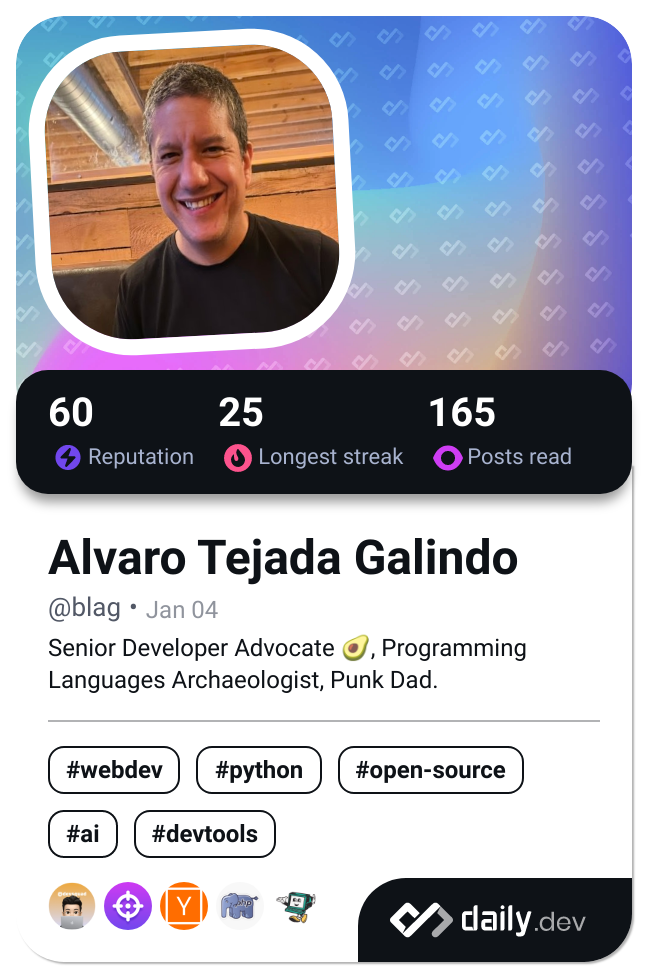 60 25 165
Reputation Longest streak Posts read
Alvaro Tejada Galindo
@blag • Jan 04
Senior Developer Advocate 🥑, Programming
Languages Archaeologist, Punk Dad.
#webdev #python #open-source
#ai #devtools
Y php
daily.dev